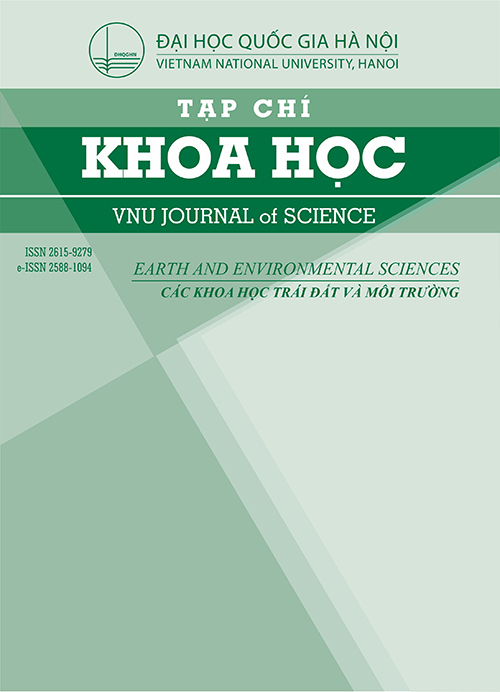 ĐẠI HỌC QUỐC GIA HÀ NỘI
VIETNAM NATIONAL UNIVERSITY, HANOI
ĐHQGHN
TẠP CHÍ
KHOA HỌC
VNU JOURNAL of SCIENCE
ISSN 2615-9279
e-ISSN 2588-1094
EARTH AND ENVIRONMENTAL SCIENCES
CÁC KHOA HỌC TRÁI ĐẤT VÀ MÔI TRƯỜNG